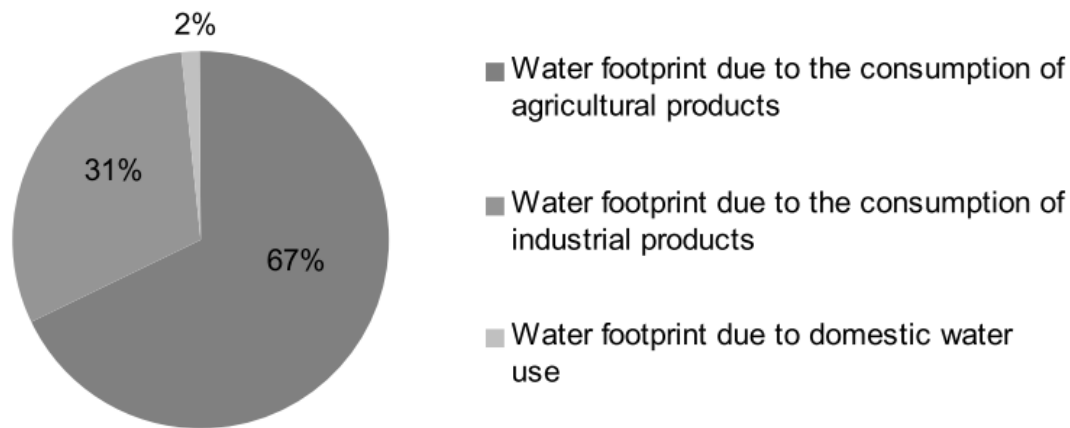 2%
31%
67%
Water footprint due to the consumption of
agricultural products
Water footprint due to the consumption of
industrial products
Water footprint due to domestic water
use